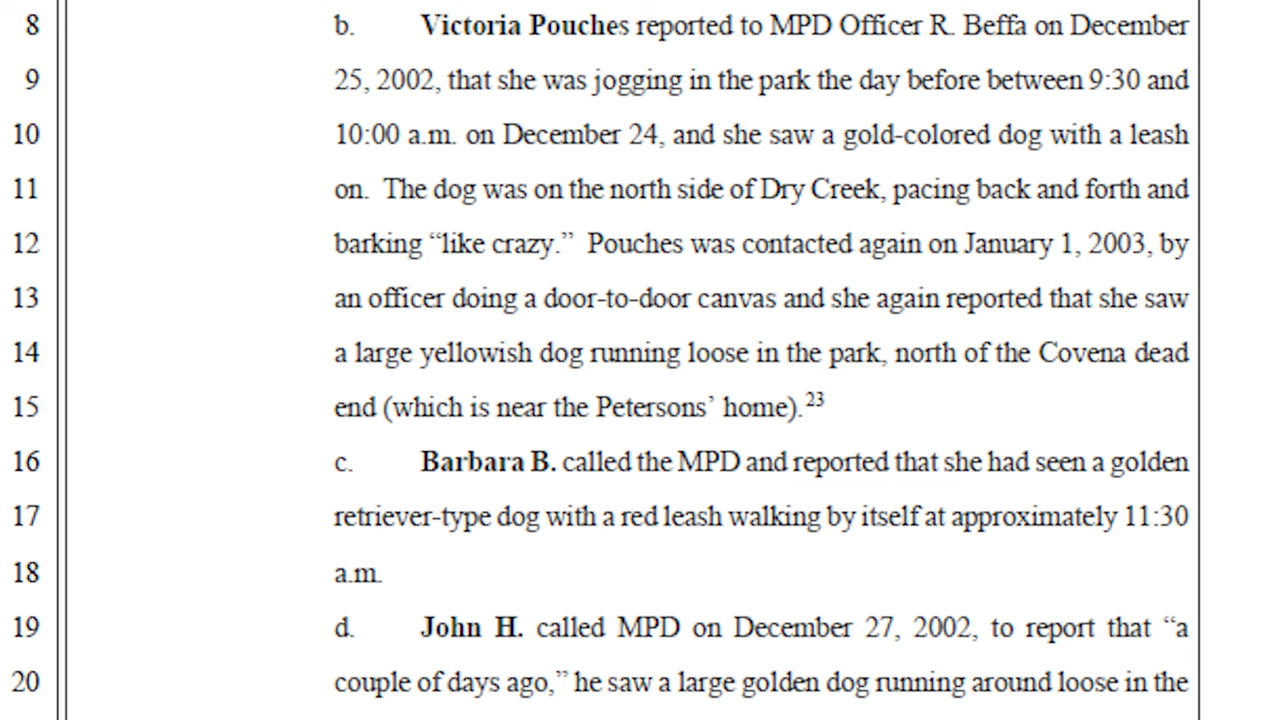 8 b. Victoria Pouches reported to MPD Officer R. Beffa on December
9 25, 2002, that she was jogging in the park the day before between 9:30 and
10 10:00 a.m. on December 24, and she saw a gold-colored dog with a leash
11 on. The dog was on the north side of Dry Creek, pacing back and forth and
12 barking “like crazy.” Pouches was contacted again on January 1, 2003, by
13 an officer doing a door-to-door canvas and she again reported that she saw
14 a large yellowish dog running loose in the park, north of the Covena dead
15 end (which is near the Petersons’ home).23
16 c. Barbara B. called the MPD and reported that she had seen a golden
17 retriever-type dog with a red leash walking by itself at approximately 11:30
18 a.m.
19 d. John H. called MPD on December 27, 2002, to report that “a
20 couple of days ago,” he saw a large golden dog running around loose in the